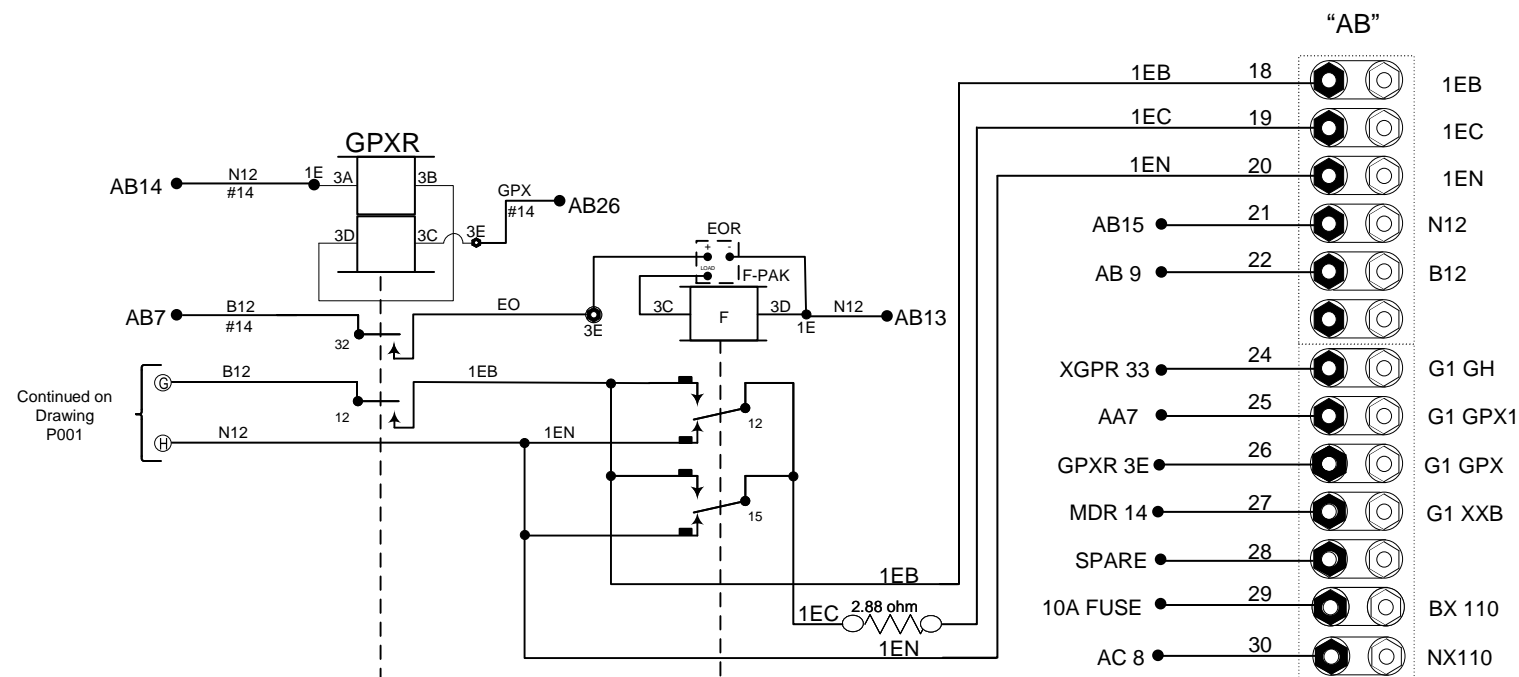 “AB”
1EB 18 1EB
1EC 19 1EC
GPXR
1EN 20 1EN
AB14 N12 #14 1E 3A 3B
GPX #14 AB26
3D 3C 3E
AB15 21 N12
EOR
+ -
LOAD
F-PAK
AB 9 22 B12
AB7 B12 #14 EO 3E
3C F 3D 1E N12 AB13
32
XGPR 33 24 G1 GH
Continued on
Drawing
P001
G B12 1EB
12
12
AA7 25 G1 GPX1
H N12 1EN
GPXR 3E 26 G1 GPX
15
MDR 14 27 G1 XXB
SPARE 28
1EB
10A FUSE 29 BX 110
1EC 2.88 ohm
1EN
AC 8 30 NX110